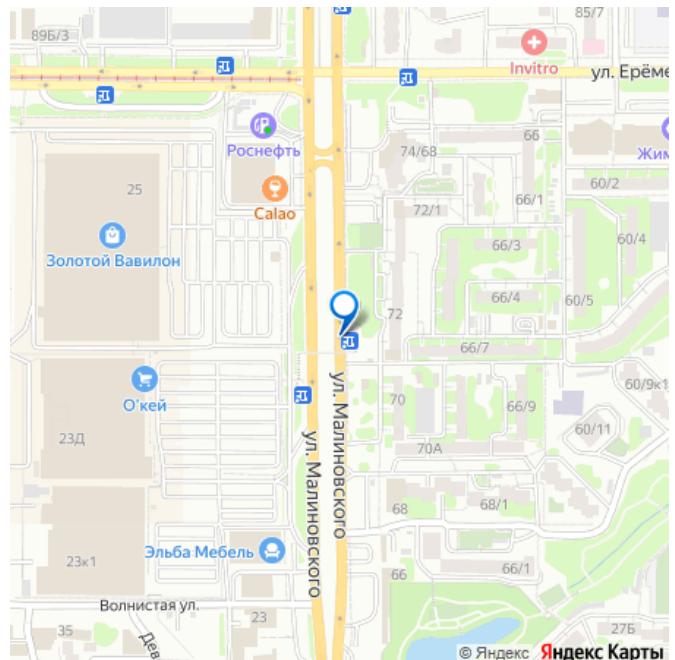 85/7
89Б/3
Invitro
ул. Ерёме
Роснефть
66
74/68
Жим
25
Calao
60/2
66/1
72/1
Золотой Вавилон
66/3
60/4
66/4
60/5
72
66/7
О'кей
ул. Малиновского
60/9к1
70
66/9
23Д
ул. Малиновского
60/11
70А
68/1
68
Эльба Мебель
23к1
66
66/1
Волнистая ул.
23
35
Дев
27Б
© Яндекс Яндекс Карты